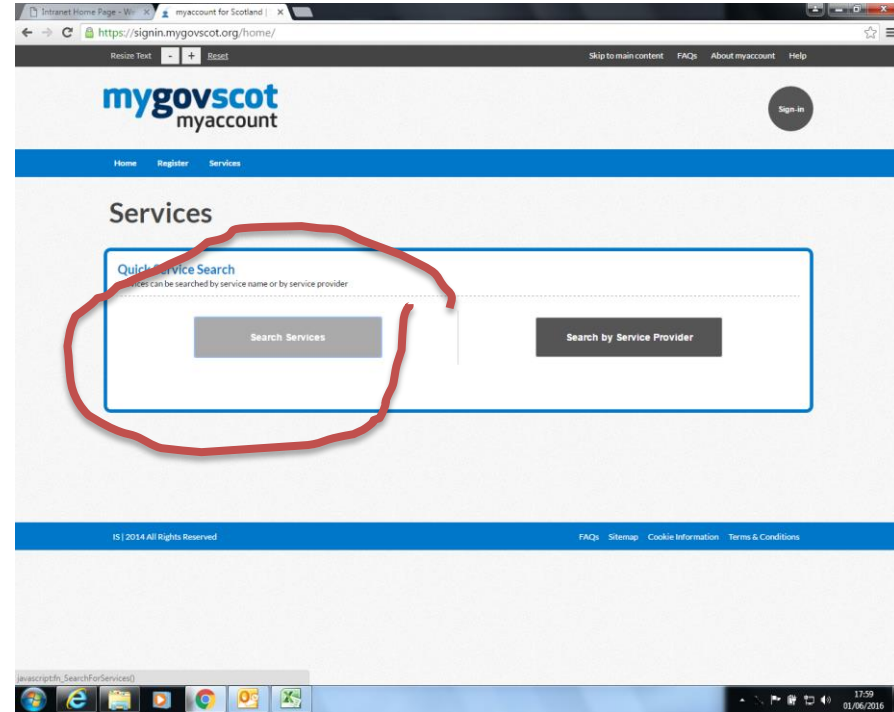 Intranet Home Page - We
myaccount for Scotland |
https://signin.mygovscot.org/home/
Resize Text - + Reset
Skip to main content FAQs About myaccount Help
mygovscot
myaccount
Sign-in
Home Register Services
Services
Quick Service Search
Services can be searched by service name or by service provider
Search Services
Search by Service Provider
IS | 2014 All Rights Reserved
FAQs Sitemap Cookie Information Terms & Conditions
javascript:fn_SearchForServices()
17:59
01/06/2016